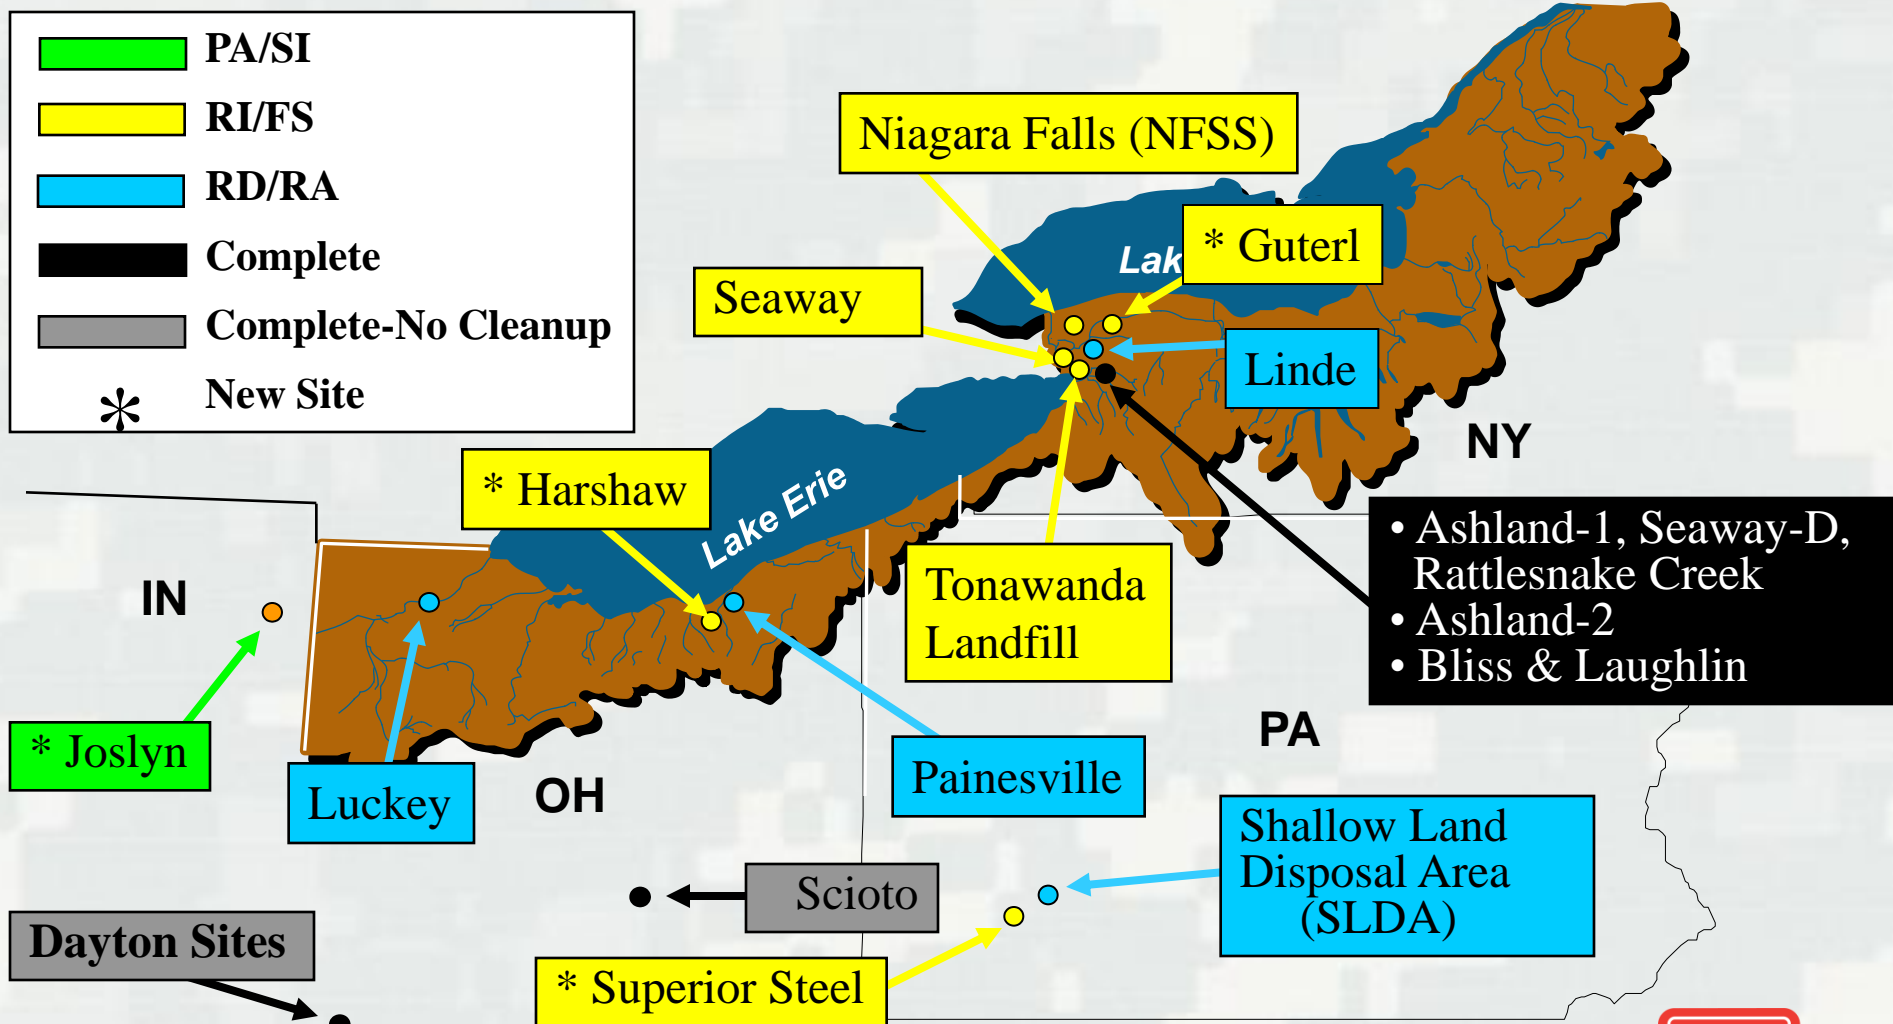 PA/SI
RI/FS
RD/RA
Complete
Complete-No Cleanup
* New Site
Niagara Falls (NFSS)
* Guterl
Lak
Seaway
Linde
NY
* Harshaw
Lake Erie
• Ashland-1, Seaway-D,
Rattlesnake Creek
• Ashland-2
• Bliss & Laughlin
Tonawanda
Landfill
IN
* Joslyn
Luckey
OH
Painesville
PA
Shallow Land
Disposal Area
(SLDA)
Scioto
Dayton Sites
* Superior Steel